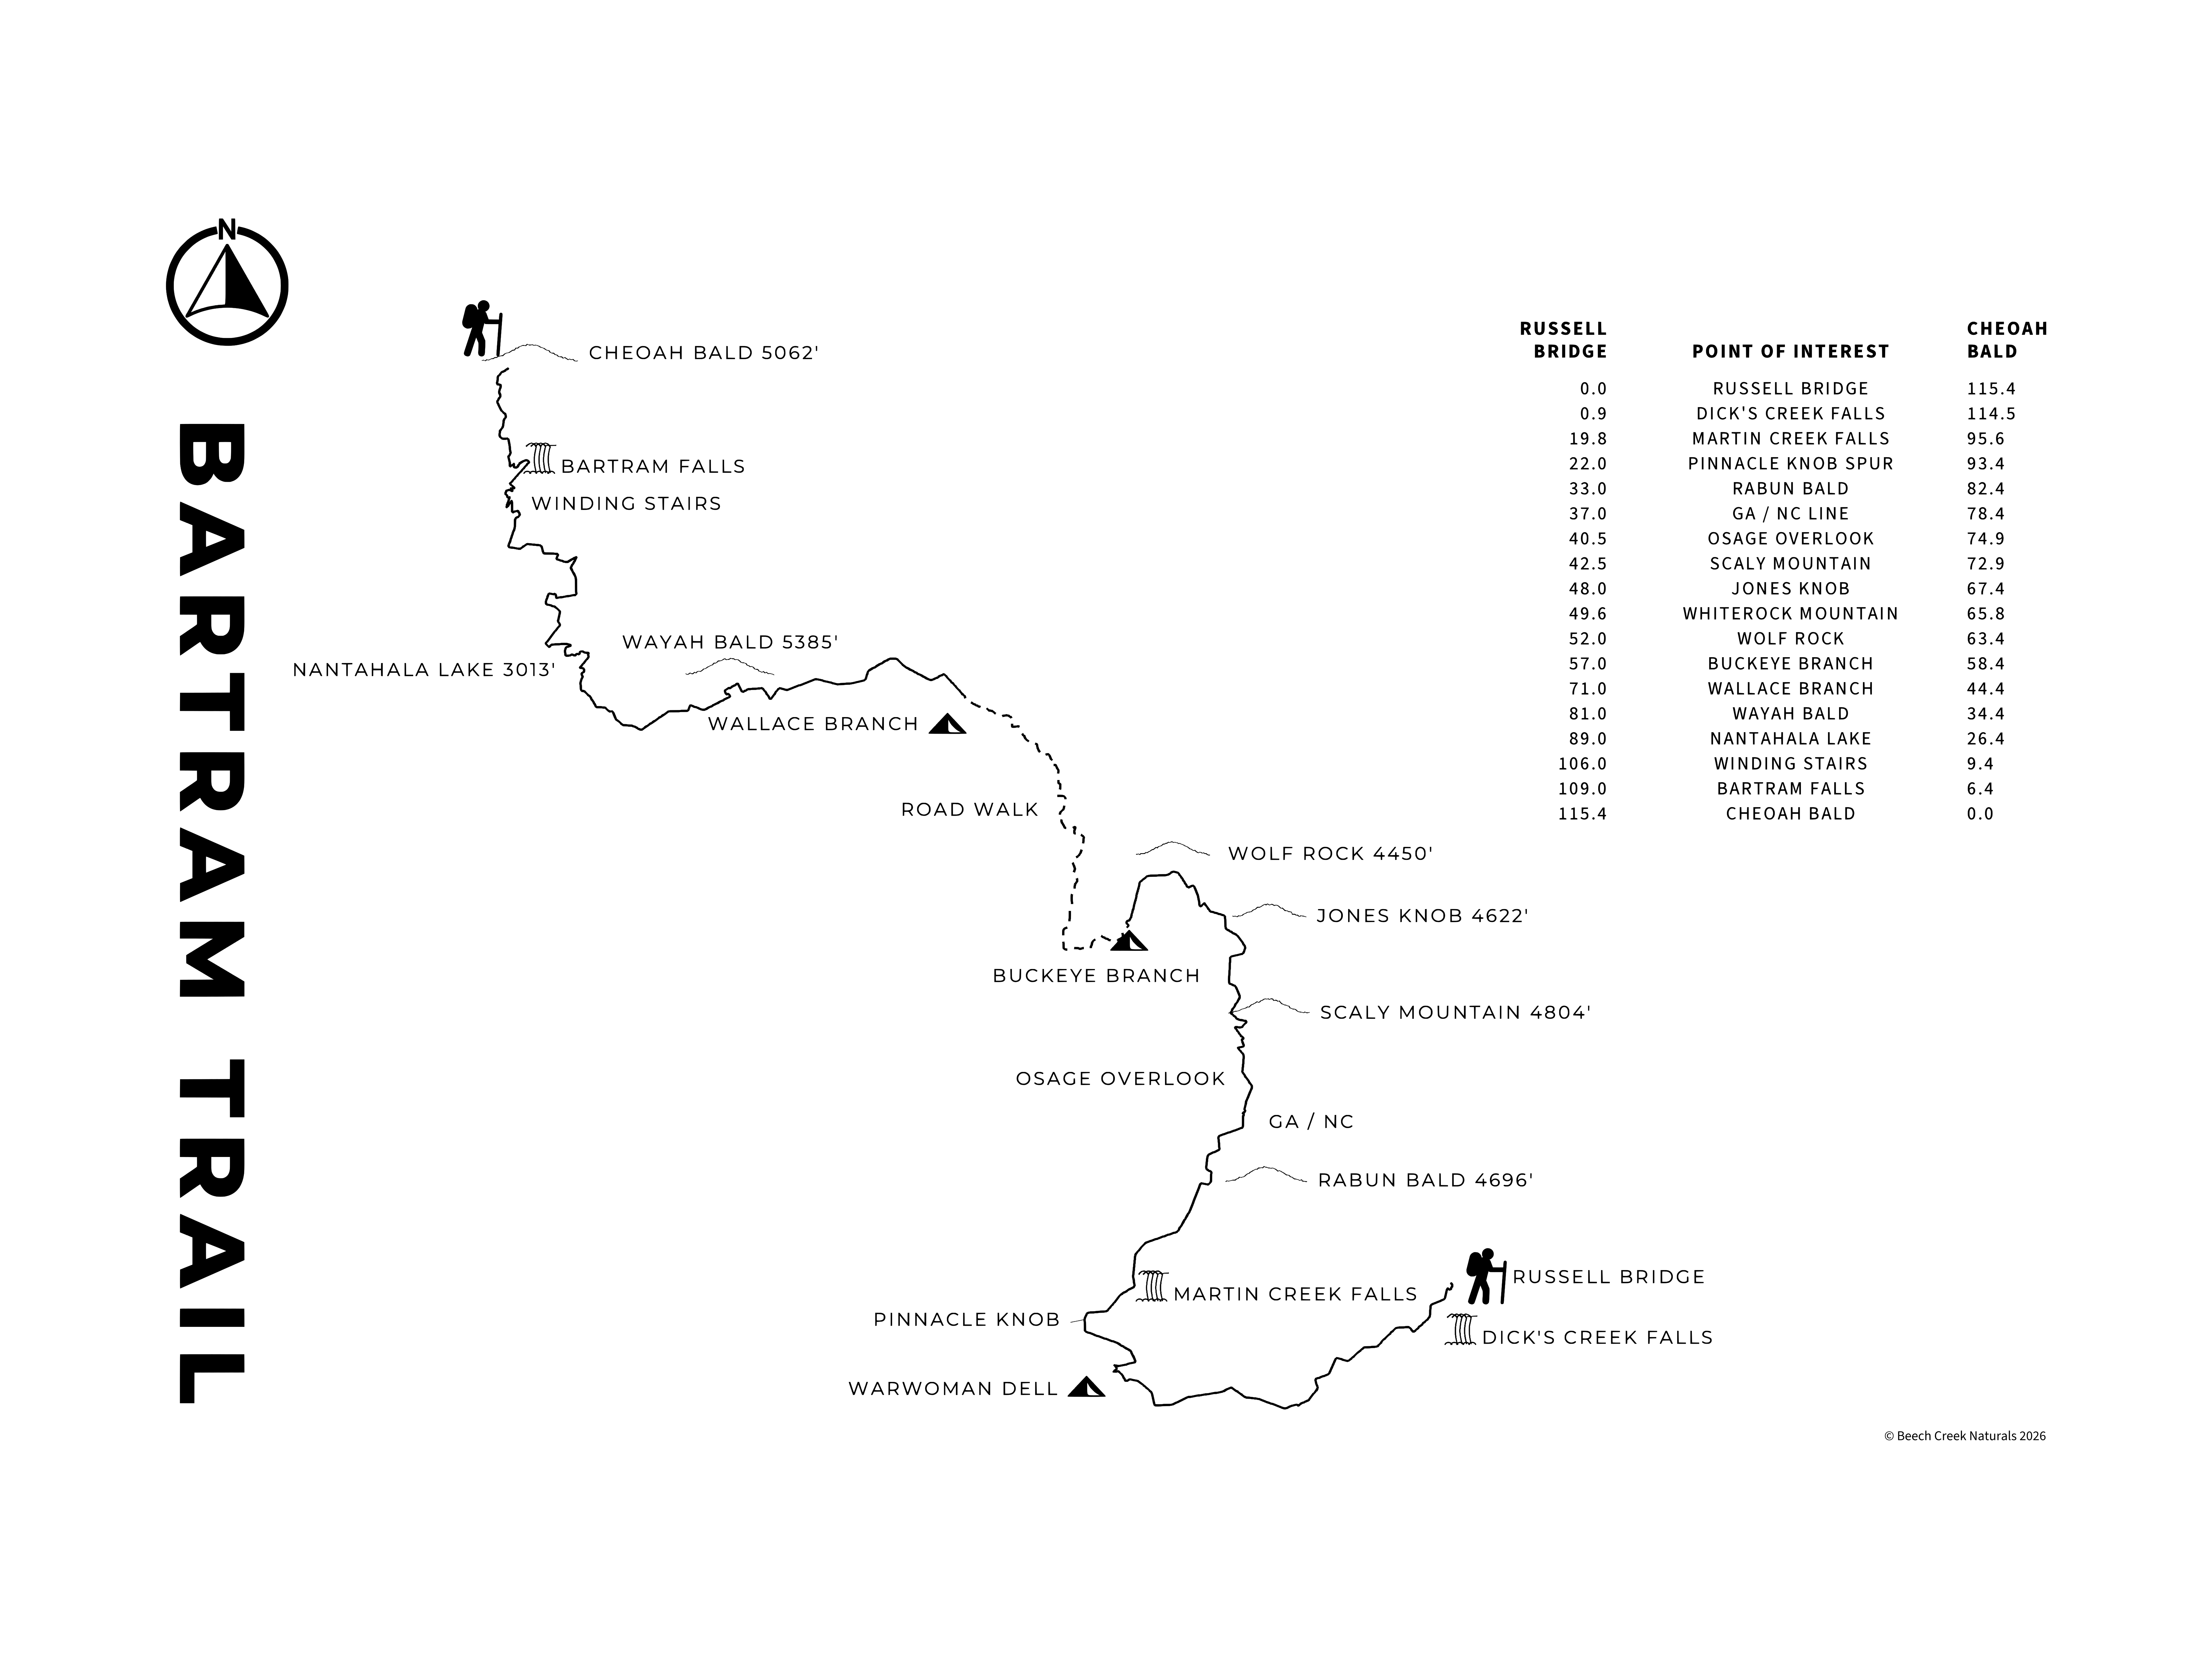 N
BARTRAM TRAIL
CHEOAH BALD 5062'
BARTRAM FALLS
WINDING STAIRS
WAYAH BALD 5385'
NANTAHALA LAKE 3013'
WALLACE BRANCH
ROAD WALK
WOLF ROCK 4450'
JONES KNOB 4622'
BUCKEYE BRANCH
SCALY MOUNTAIN 4804'
OSAGE OVERLOOK
GA / NC
RABUN BALD 4696'
RUSSELL BRIDGE
MARTIN CREEK FALLS
PINNACLE KNOB
DICK'S CREEK FALLS
WARWOMAN DELL
RUSSELL CHEOAH
BRIDGE POINT OF INTEREST BALD
0.0 RUSSELL BRIDGE 115.4
0.9 DICK'S CREEK FALLS 114.5
19.8 MARTIN CREEK FALLS 95.6
22.0 PINNACLE KNOB SPUR 93.4
33.0 RABUN BALD 82.4
37.0 GA / NC LINE 78.4
40.5 OSAGE OVERLOOK 74.9
42.5 SCALY MOUNTAIN 72.9
48.0 JONES KNOB 67.4
49.6 WHITEROCK MOUNTAIN 65.8
52.0 WOLF ROCK 63.4
57.0 BUCKEYE BRANCH 58.4
71.0 WALLACE BRANCH 44.4
81.0 WAYAH BALD 34.4
89.0 NANTAHALA LAKE 26.4
106.0 WINDING STAIRS 9.4
109.0 BARTRAM FALLS 6.4
115.4 CHEOAH BALD 0.0
© Beech Creek Naturals 2026